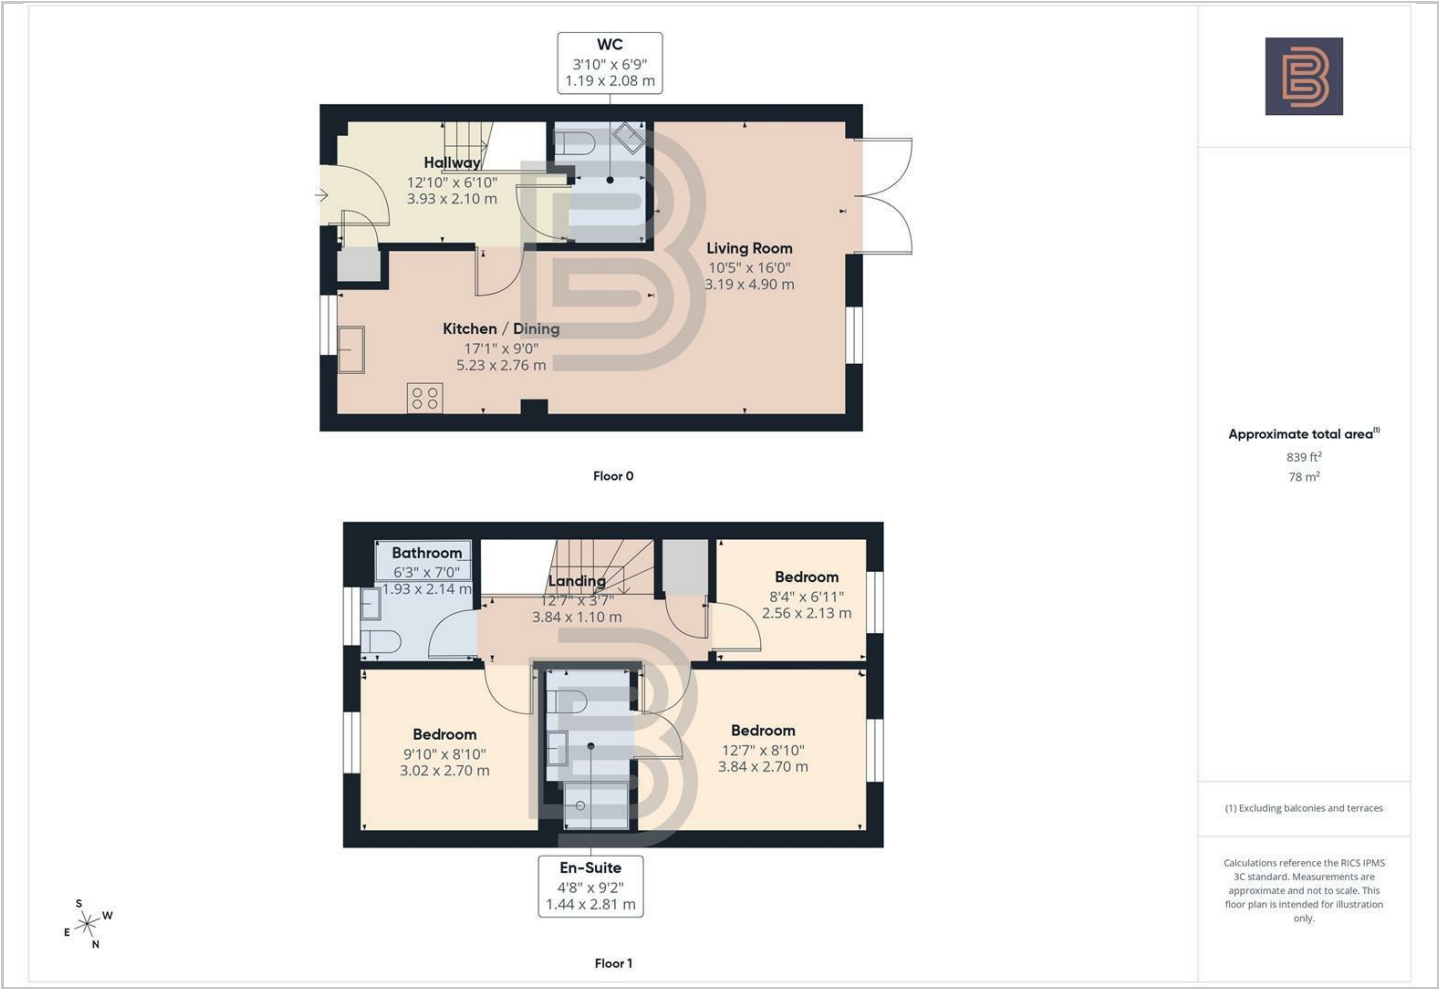 WC
3'10" x 6'9"
1.19 x 2.08 m
Hallway
12'10" x 6'10"
3.93 x 2.10 m
Living Room
10'5" x 16'0"
3.19 x 4.90 m
Kitchen / Dining
17'1" x 9'0"
5.23 x 2.76 m
Floor 0
Bathroom
6'3" x 7'0"
1.93 x 2.14 m
Landing
12'7" x 3'7"
3.84 x 1.10 m
Bedroom
8'4" x 6'11"
2.56 x 2.13 m
Bedroom
9'10" x 8'10"
3.02 x 2.70 m
Bedroom
12'7" x 8'10"
3.84 x 2.70 m
En-Suite
4'8" x 9'2"
1.44 x 2.81 m
S
W
E
N
Floor 1
B
Approximate total area(1)
839 ft²
78 m²
(1) Excluding balconies and terraces
Calculations reference the RICS IPMS
3C standard. Measurements are
approximate and not to scale. This
floor plan is intended for illustration
only.